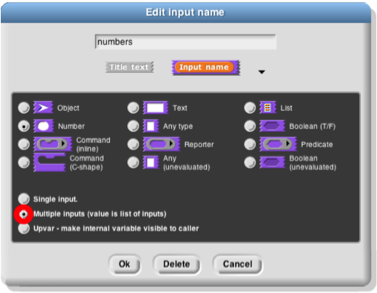 Edit input name
numbers
Title text Input name
Object Text List
Number Any type Boolean (T/F)
Command (inline) Reporter Predicate
Command (C-shape) Any (unevaluated) Boolean (unevaluated)
Single input.
Multiple inputs (value is list of inputs)
Upvar - make internal variable visible to caller
Ok Delete Cancel